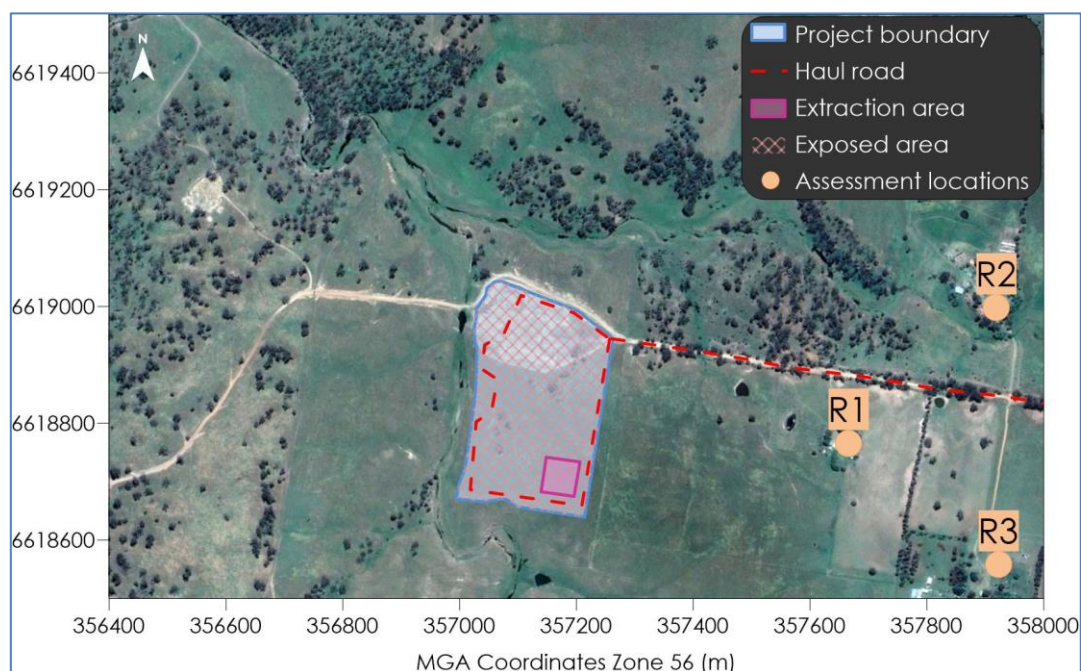 N
Project boundary
Haul road
Extraction area
Exposed area
Assessment locations
6619400
6619200
6619000
6618800
6618600
R2
R1
R3
356400 356600 356800 357000 357200 357400 357600 357800 358000
MGA Coordinates Zone 56 (m)